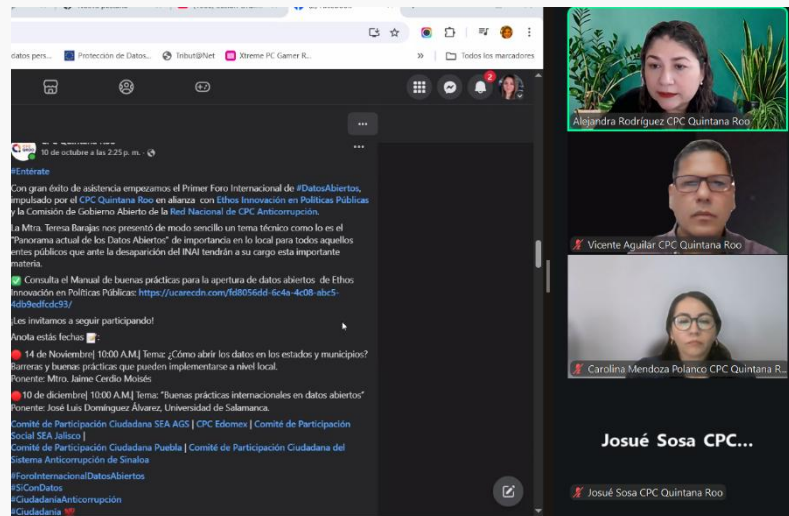 datos pers...
Protección de Datos...
Tribut@Net
Xtreme PC Gamer R...
»
Todos los marcadores
2
10 de octubre a las 2:25 p. m.
#Entérate
Con gran éxito de asistencia empezamos el Primer Foro Internacional de #DatosAbiertos,
impulsado por el CPC Quintana Roo en alianza con Ethos Innovación en Políticas Públicas
y la Comisión de Gobierno Abierto de la Red Nacional de CPC Anticorrupción.
La Mtra. Teresa Barajas nos presentó de modo sencillo un tema técnico como lo es el
"Panorama actual de los Datos Abiertos" de importancia en lo local para todos aquellos
entes públicos que ante la desaparición del INAI tendrán a su cargo esta importante
materia.
Consulta el Manual de buenas prácticas para la apertura de datos abiertos de Ethos
Innovación en Políticas Públicas: https://ucarecdn.com/fd8056dd-6c4a-4c08-abc5-
4db9edfcdc93/
¡Les invitamos a seguir participando!
Anota estás fechas
14 de Noviembre| 10:00 A.M.| Tema: ¿Cómo abrir los datos en los estados y municipios?
Barreras y buenas prácticas que pueden implementarse a nivel local.
Ponente: Mtro. Jaime Cerdio Moisés
10 de diciembre| 10:00 A.M.| Tema: "Buenas prácticas internacionales en datos abiertos"
Ponente: José Luis Domínguez Álvarez, Universidad de Salamanca.
Comité de Participación Ciudadana SEA AGS | CPC Edomex | Comité de Participación
Social SEA Jalisco |
Comité de Participación Ciudadana Puebla | Comité de Participación Ciudadana del
Sistema Anticorrupción de Sinaloa
#ForoInternacionalDatosAbiertos
#SiConDatos
#CiudadaníaAnticorrupción
#Ciudadania
Alejandra Rodríguez CPC Quintana Roo
Vicente Aguilar CPC Quintana Roo
Carolina Mendoza Polanco CPC Quintana R...
Josué Sosa CPC...
Josué Sosa CPC Quintana Roo